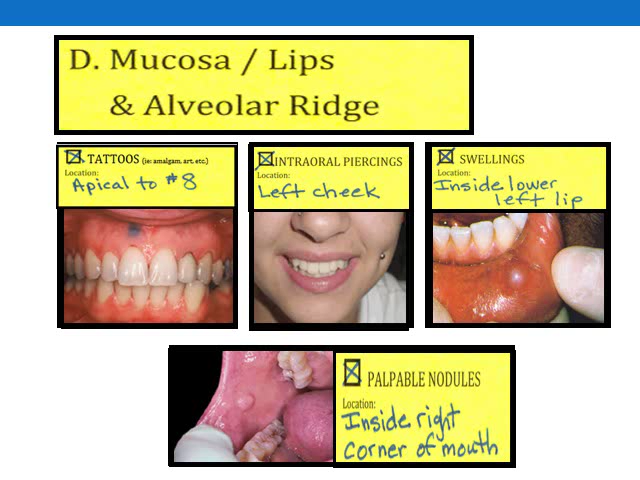 D. Mucosa / Lips
& Alveolar Ridge
TATTOOS (ie: amalgam. art. etc.)
Location:
Apical to #8
INTRAORAL PIERCINGS
Location:
Left cheek
SWELLINGS
Location:
Inside lower
left lip
PALPABLE NODULES
Location:
Inside right
corner of mouth